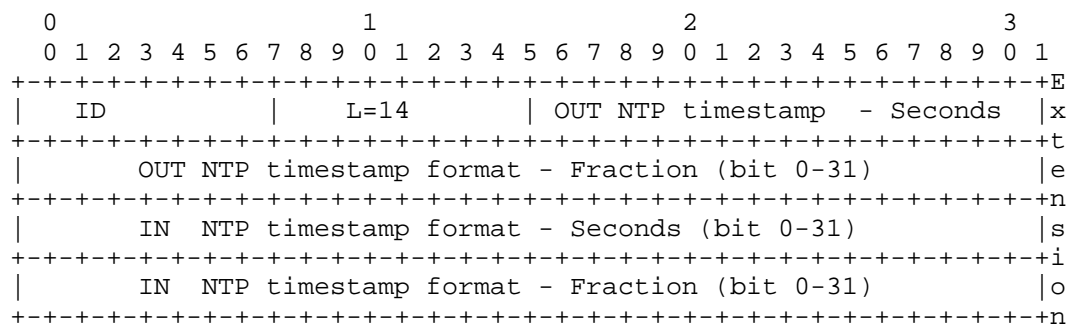 0                   1                   2                   3
 0 1 2 3 4 5 6 7 8 9 0 1 2 3 4 5 6 7 8 9 0 1 2 3 4 5 6 7 8 9 0 1
+-+-+-+-+-+-+-+-+-+-+-+-+-+-+-+-+-+-+-+-+-+-+-+-+-+-+-+-+-+-+-+-+E
|   ID          |    L=14       | OUT NTP timestamp  - Seconds  |x
+-+-+-+-+-+-+-+-+-+-+-+-+-+-+-+-+-+-+-+-+-+-+-+-+-+-+-+-+-+-+-+-+t
|       OUT NTP timestamp format - Fraction (bit 0-31)          |e
+-+-+-+-+-+-+-+-+-+-+-+-+-+-+-+-+-+-+-+-+-+-+-+-+-+-+-+-+-+-+-+-+n
|       IN  NTP timestamp format - Seconds (bit 0-31)           |s
+-+-+-+-+-+-+-+-+-+-+-+-+-+-+-+-+-+-+-+-+-+-+-+-+-+-+-+-+-+-+-+-+i
|       IN  NTP timestamp format - Fraction (bit 0-31)          |o
+-+-+-+-+-+-+-+-+-+-+-+-+-+-+-+-+-+-+-+-+-+-+-+-+-+-+-+-+-+-+-+-+n